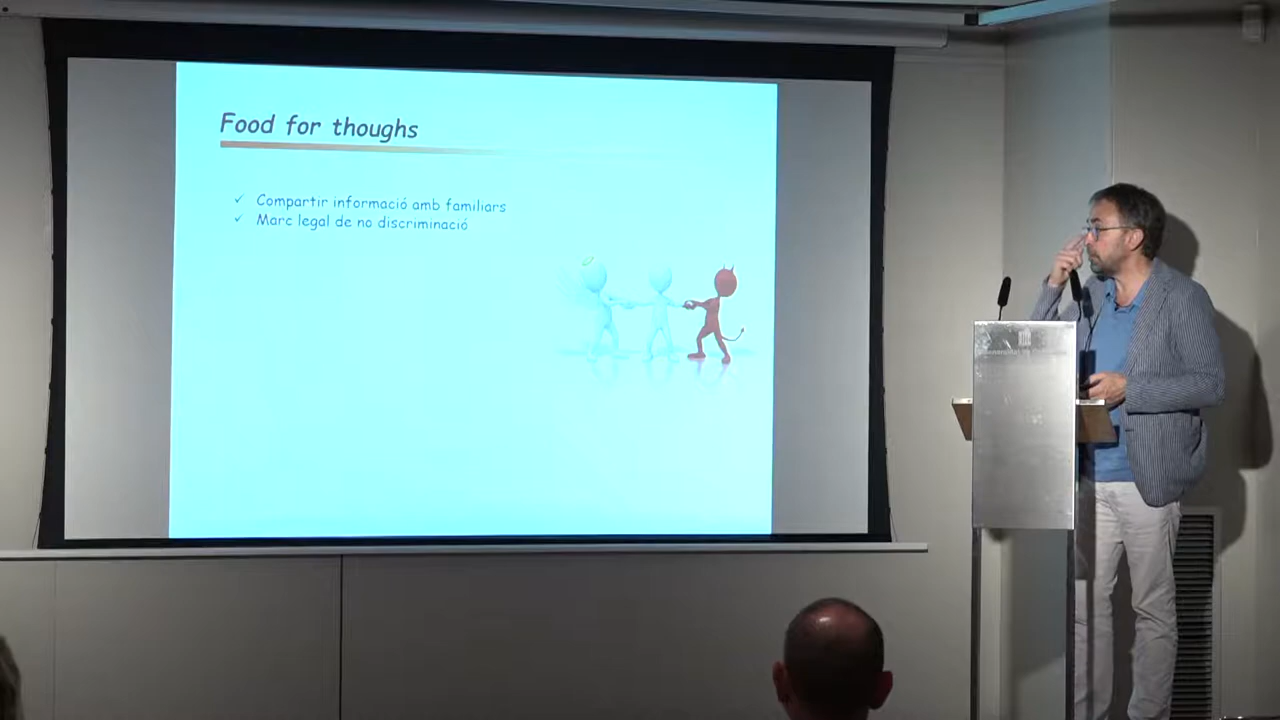 Food for thoughs
✓ Compartir informació amb familiars
✓ Marc legal de no discriminació